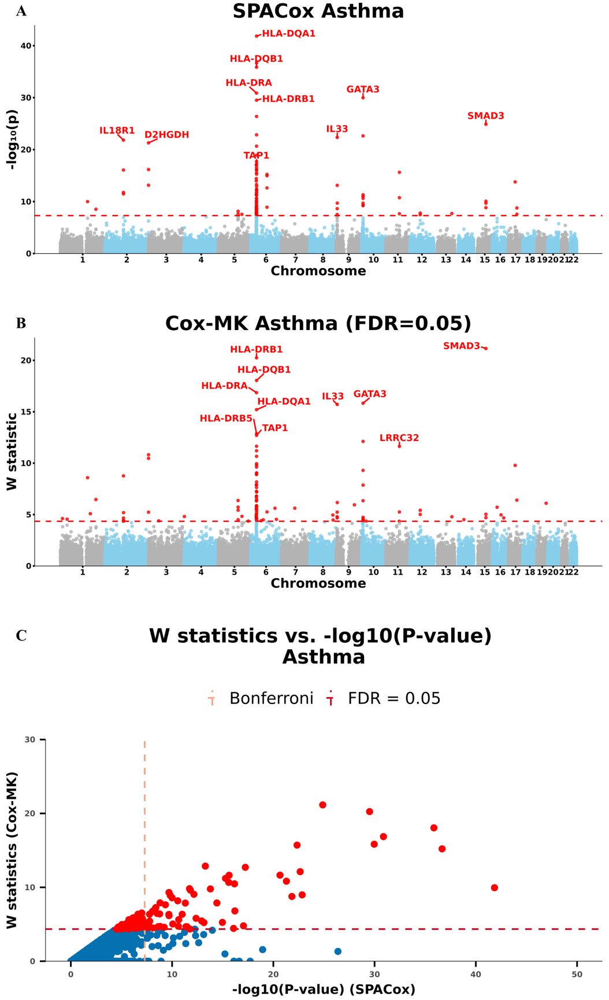 A
SPACox Asthma
-log₁₀(p)
40
30
20
10
0
HLA-DQA1
HLA-DQB1
HLA-DRA
HLA-DRB1
GATA3
SMAD3
IL18R1
D2HGDH
IL33
TAP1
1 2 3 4 5 6 7 8 9 10 11 12 13 14 15 16 17 18 19 20 21 22
Chromosome
B
Cox-MK Asthma (FDR=0.05)
W statistic
20
15
10
5
0
HLA-DRB1
SMAD3
HLA-DQB1
HLA-DRA
IL33
GATA3
HLA-DQA1
HLA-DRB5
TAP1
LRRC32
1 2 3 4 5 6 7 8 9 10 11 12 13 14 15 16 17 18 19 20 21 22
Chromosome
C
W statistics vs. -log10(P-value)
Asthma
Bonferroni FDR = 0.05
W statistics (Cox-MK)
30
20
10
0
0 10 20 30 40 50
-log10(P-value) (SPACox)